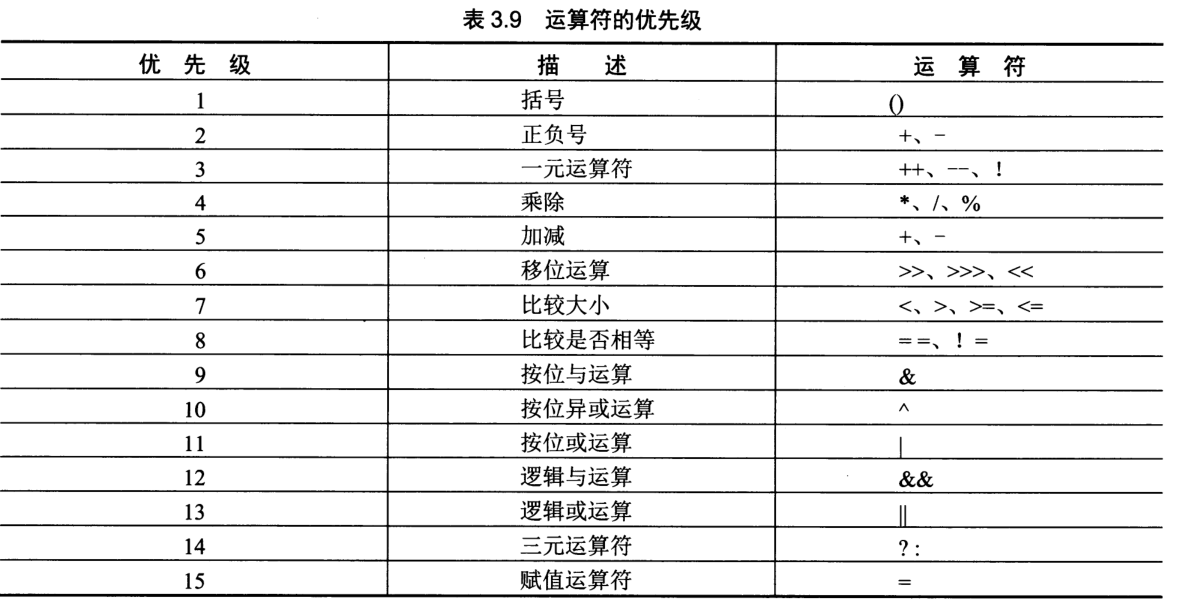 表 3.9 运算符的优先级
优 先 级 描 述 运 算 符
1 括号 ()
2 正负号 +、-
3 一元运算符 ++、--、!
4 乘除 *、/、%
5 加减 +、-
6 移位运算 >>、>>>、<<
7 比较大小 <、>、>=、<=
8 比较是否相等 ==、! =
9 按位与运算 &
10 按位异或运算 ^
11 按位或运算 |
12 逻辑与运算 &&
13 逻辑或运算 ||
14 三元运算符 ? :
15 赋值运算符 =